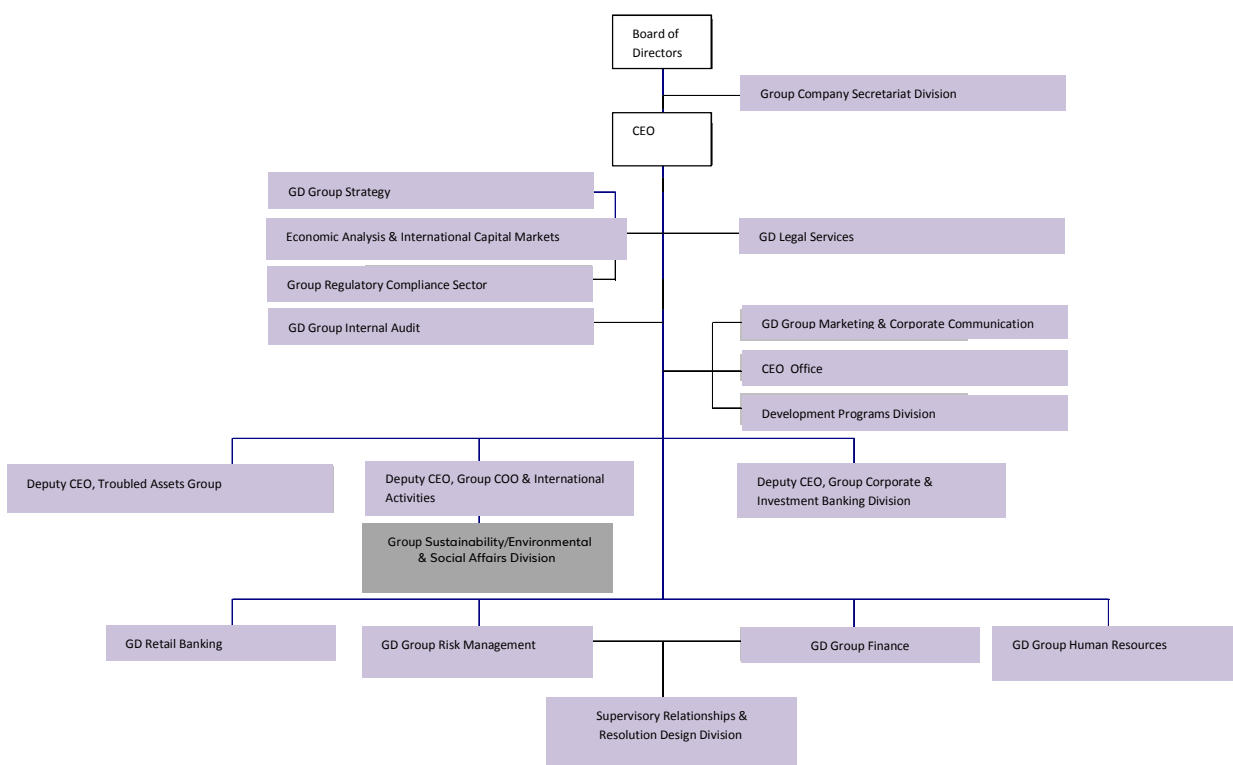 Board of
Directors
Group Company Secretariat Division
CEO
GD Group Strategy
Economic Analysis & International Capital Markets
GD Legal Services
Group Regulatory Compliance Sector
GD Group Internal Audit
GD Group Marketing & Corporate Communication
CEO Office
Development Programs Division
Deputy CEO, Troubled Assets Group
Deputy CEO, Group COO & International
Activities
Deputy CEO, Group Corporate &
Investment Banking Division
Group Sustainability/Environmental
& Social Affairs Division
GD Retail Banking
GD Group Risk Management
GD Group Finance
GD Group Human Resources
Supervisory Relationships &
Resolution Design Division